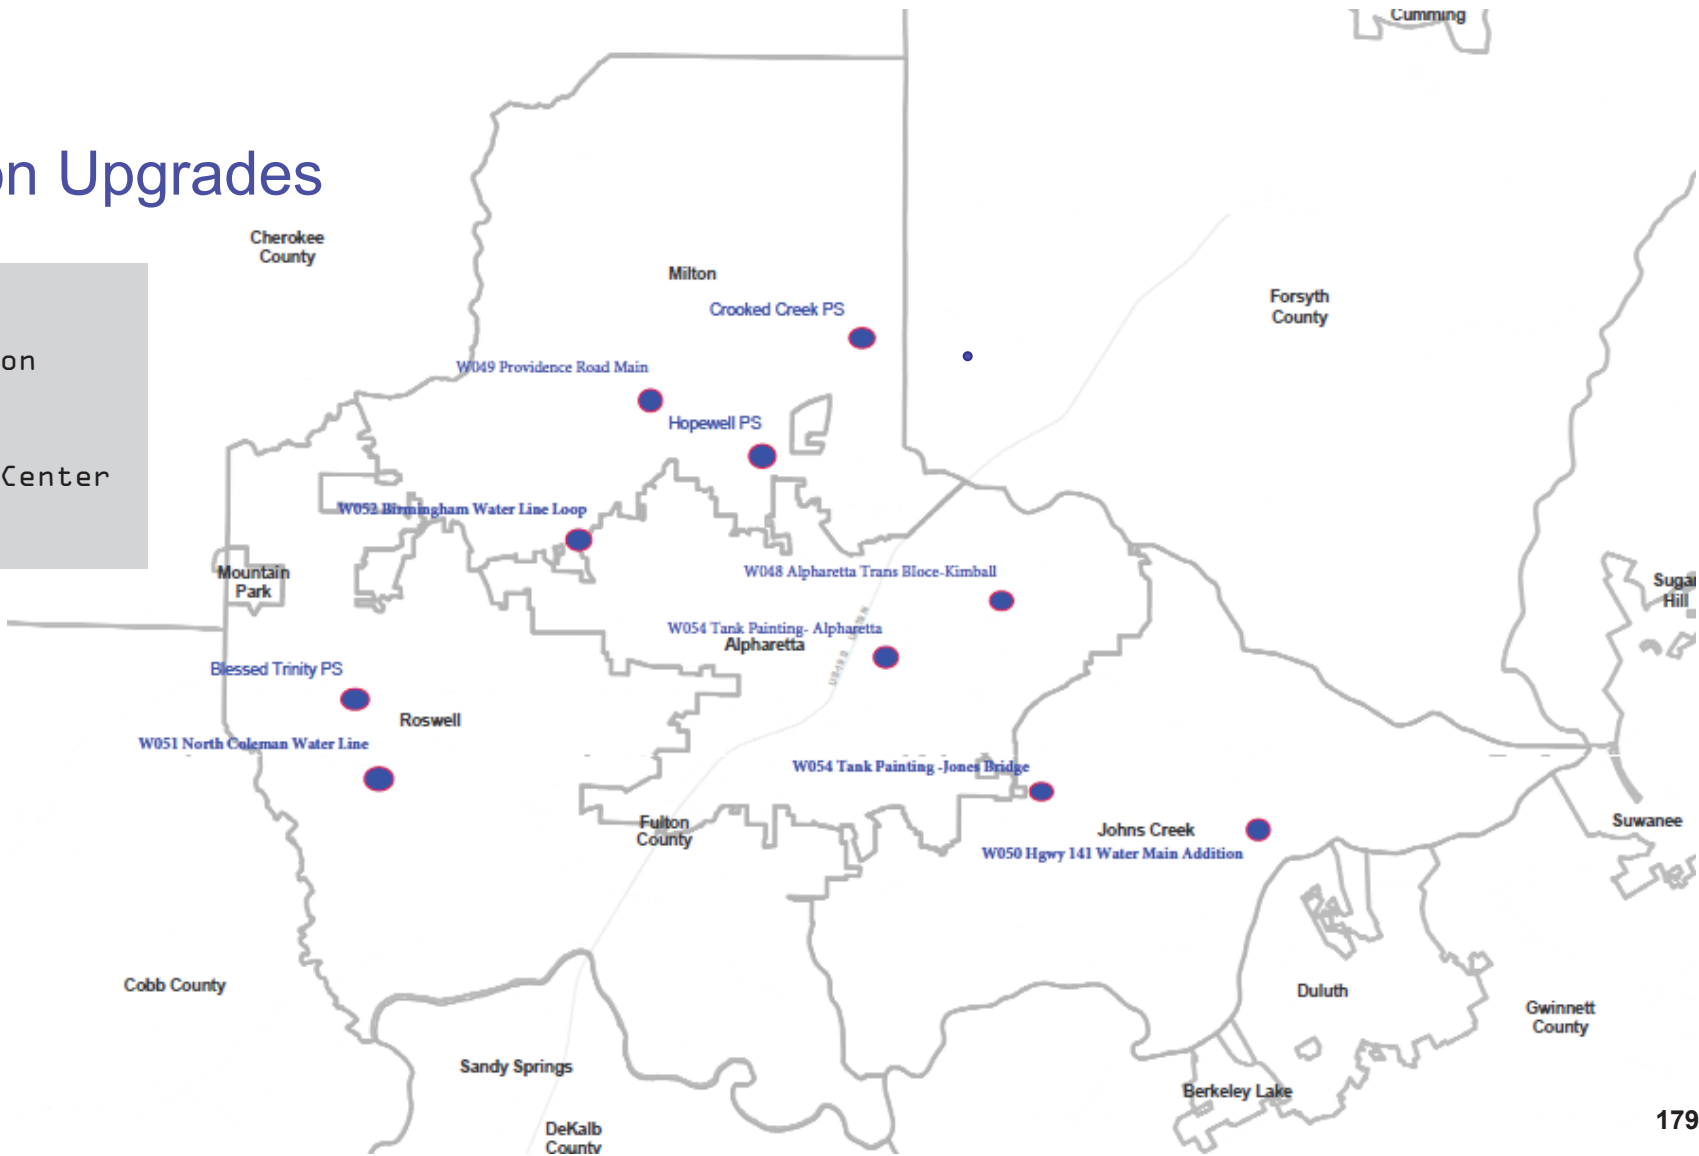 Cumming
on Upgrades
Cherokee
County
Milton
Forsyth
County
Crooked Creek PS
on
W049 Providence Road Main
Hopewell PS
Center
W052 Birmingham Water Line Loop
Mountain
Park
W048 Alpharetta Trans Bloce-Kimball
Sugar
Hill
W054 Tank Painting- Alpharetta
Alpharetta
Blessed Trinity PS
Roswell
W051 North Coleman Water Line
W054 Tank Painting -Jones Bridge
Fulton
County
Johns Creek
Suwanee
W050 Hgwy 141 Water Main Addition
Cobb County
Duluth
Gwinnett
County
Sandy Springs
Berkeley Lake
179
DeKalb
County